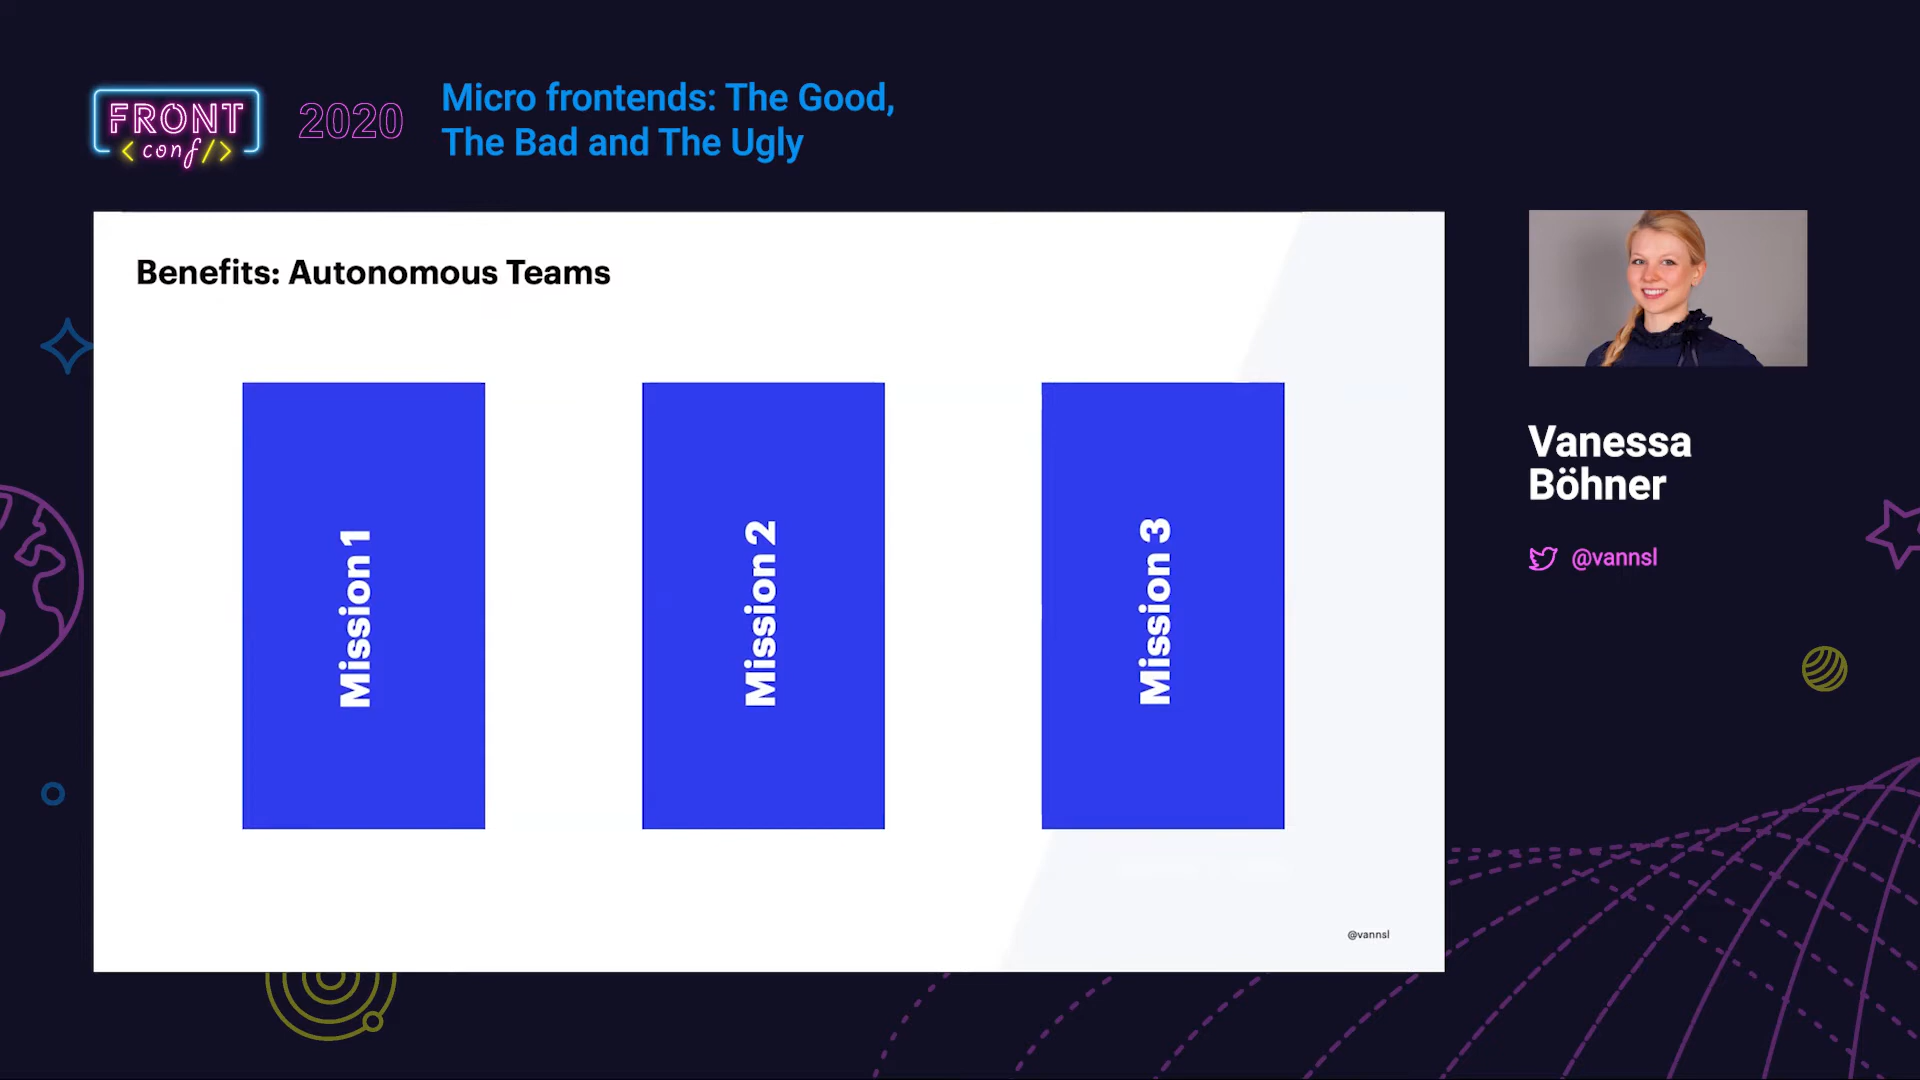 FRONT
<conf/>
2020
Micro frontends: The Good,
The Bad and The Ugly
Benefits: Autonomous Teams
Mission 1
Mission 2
Mission 3
@vannsl
Vanessa
Böhner
@vannsl